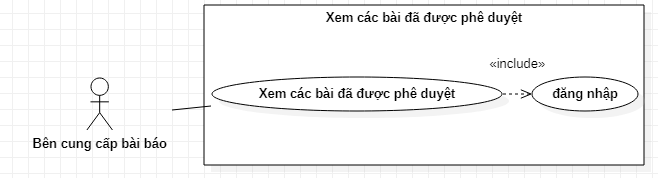 Xem các bài đã được phê duyệt
«include»
Xem các bài đã được phê duyệt
đăng nhập
Bên cung cấp bài báo